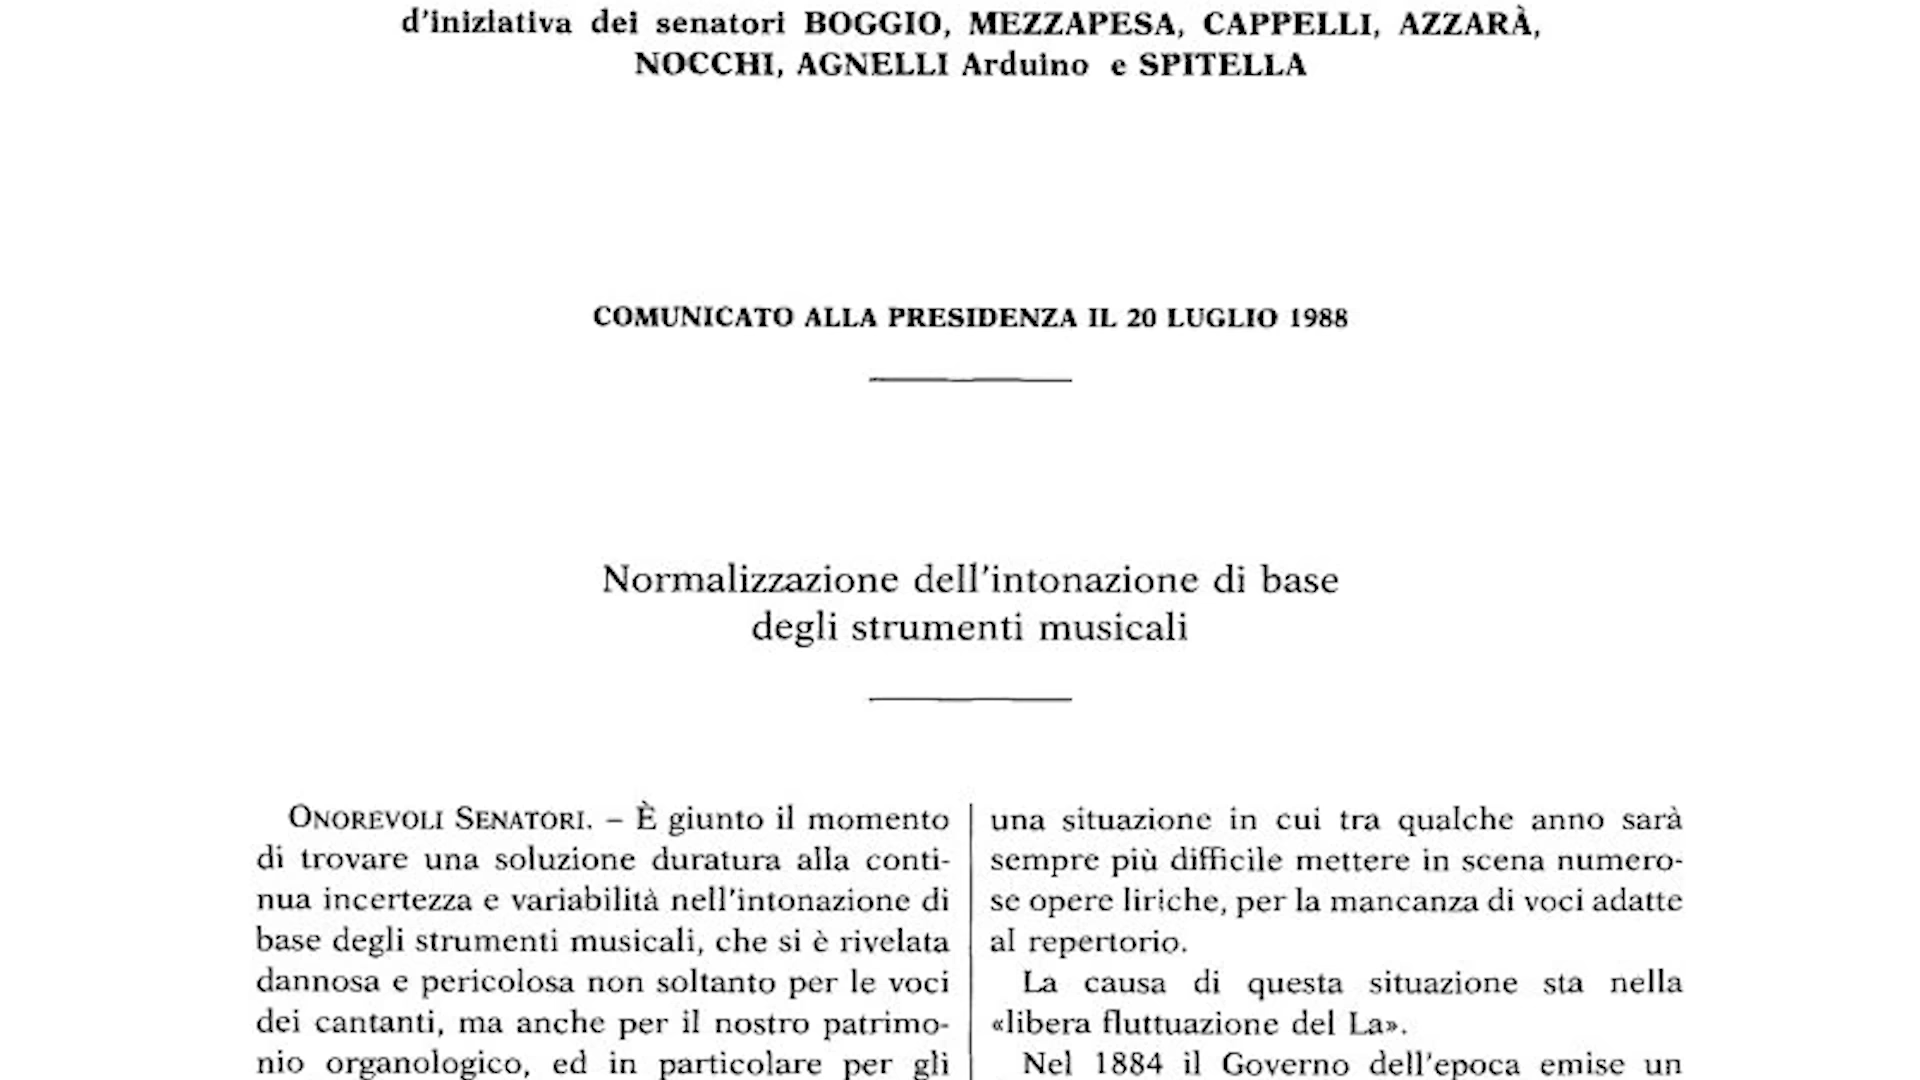 d'iniziativa dei senatori BOGGIO, MEZZAPESA, CAPPELLI, AZZARÀ,
NOCCHI, AGNELLI Arduino e SPITELLA
COMUNICATO ALLA PRESIDENZA IL 20 LUGLIO 1988
Normalizzazione dell'intonazione di base
degli strumenti musicali
ONOREVOLI SENATORI. – È giunto il momento
di trovare una soluzione duratura alla conti-
nua incertezza e variabilità nell'intonazione di
base degli strumenti musicali, che si è rivelata
dannosa e pericolosa non soltanto per le voci
dei cantanti, ma anche per il nostro patrimo-
nio organologico, ed in particolare per gli
una situazione in cui tra qualche anno sarà
sempre più difficile mettere in scena numero-
se opere liriche, per la mancanza di voci adatte
al repertorio.
La causa di questa situazione sta nella
«libera fluttuazione del La».
Nel 1884 il Governo dell'epoca emise un